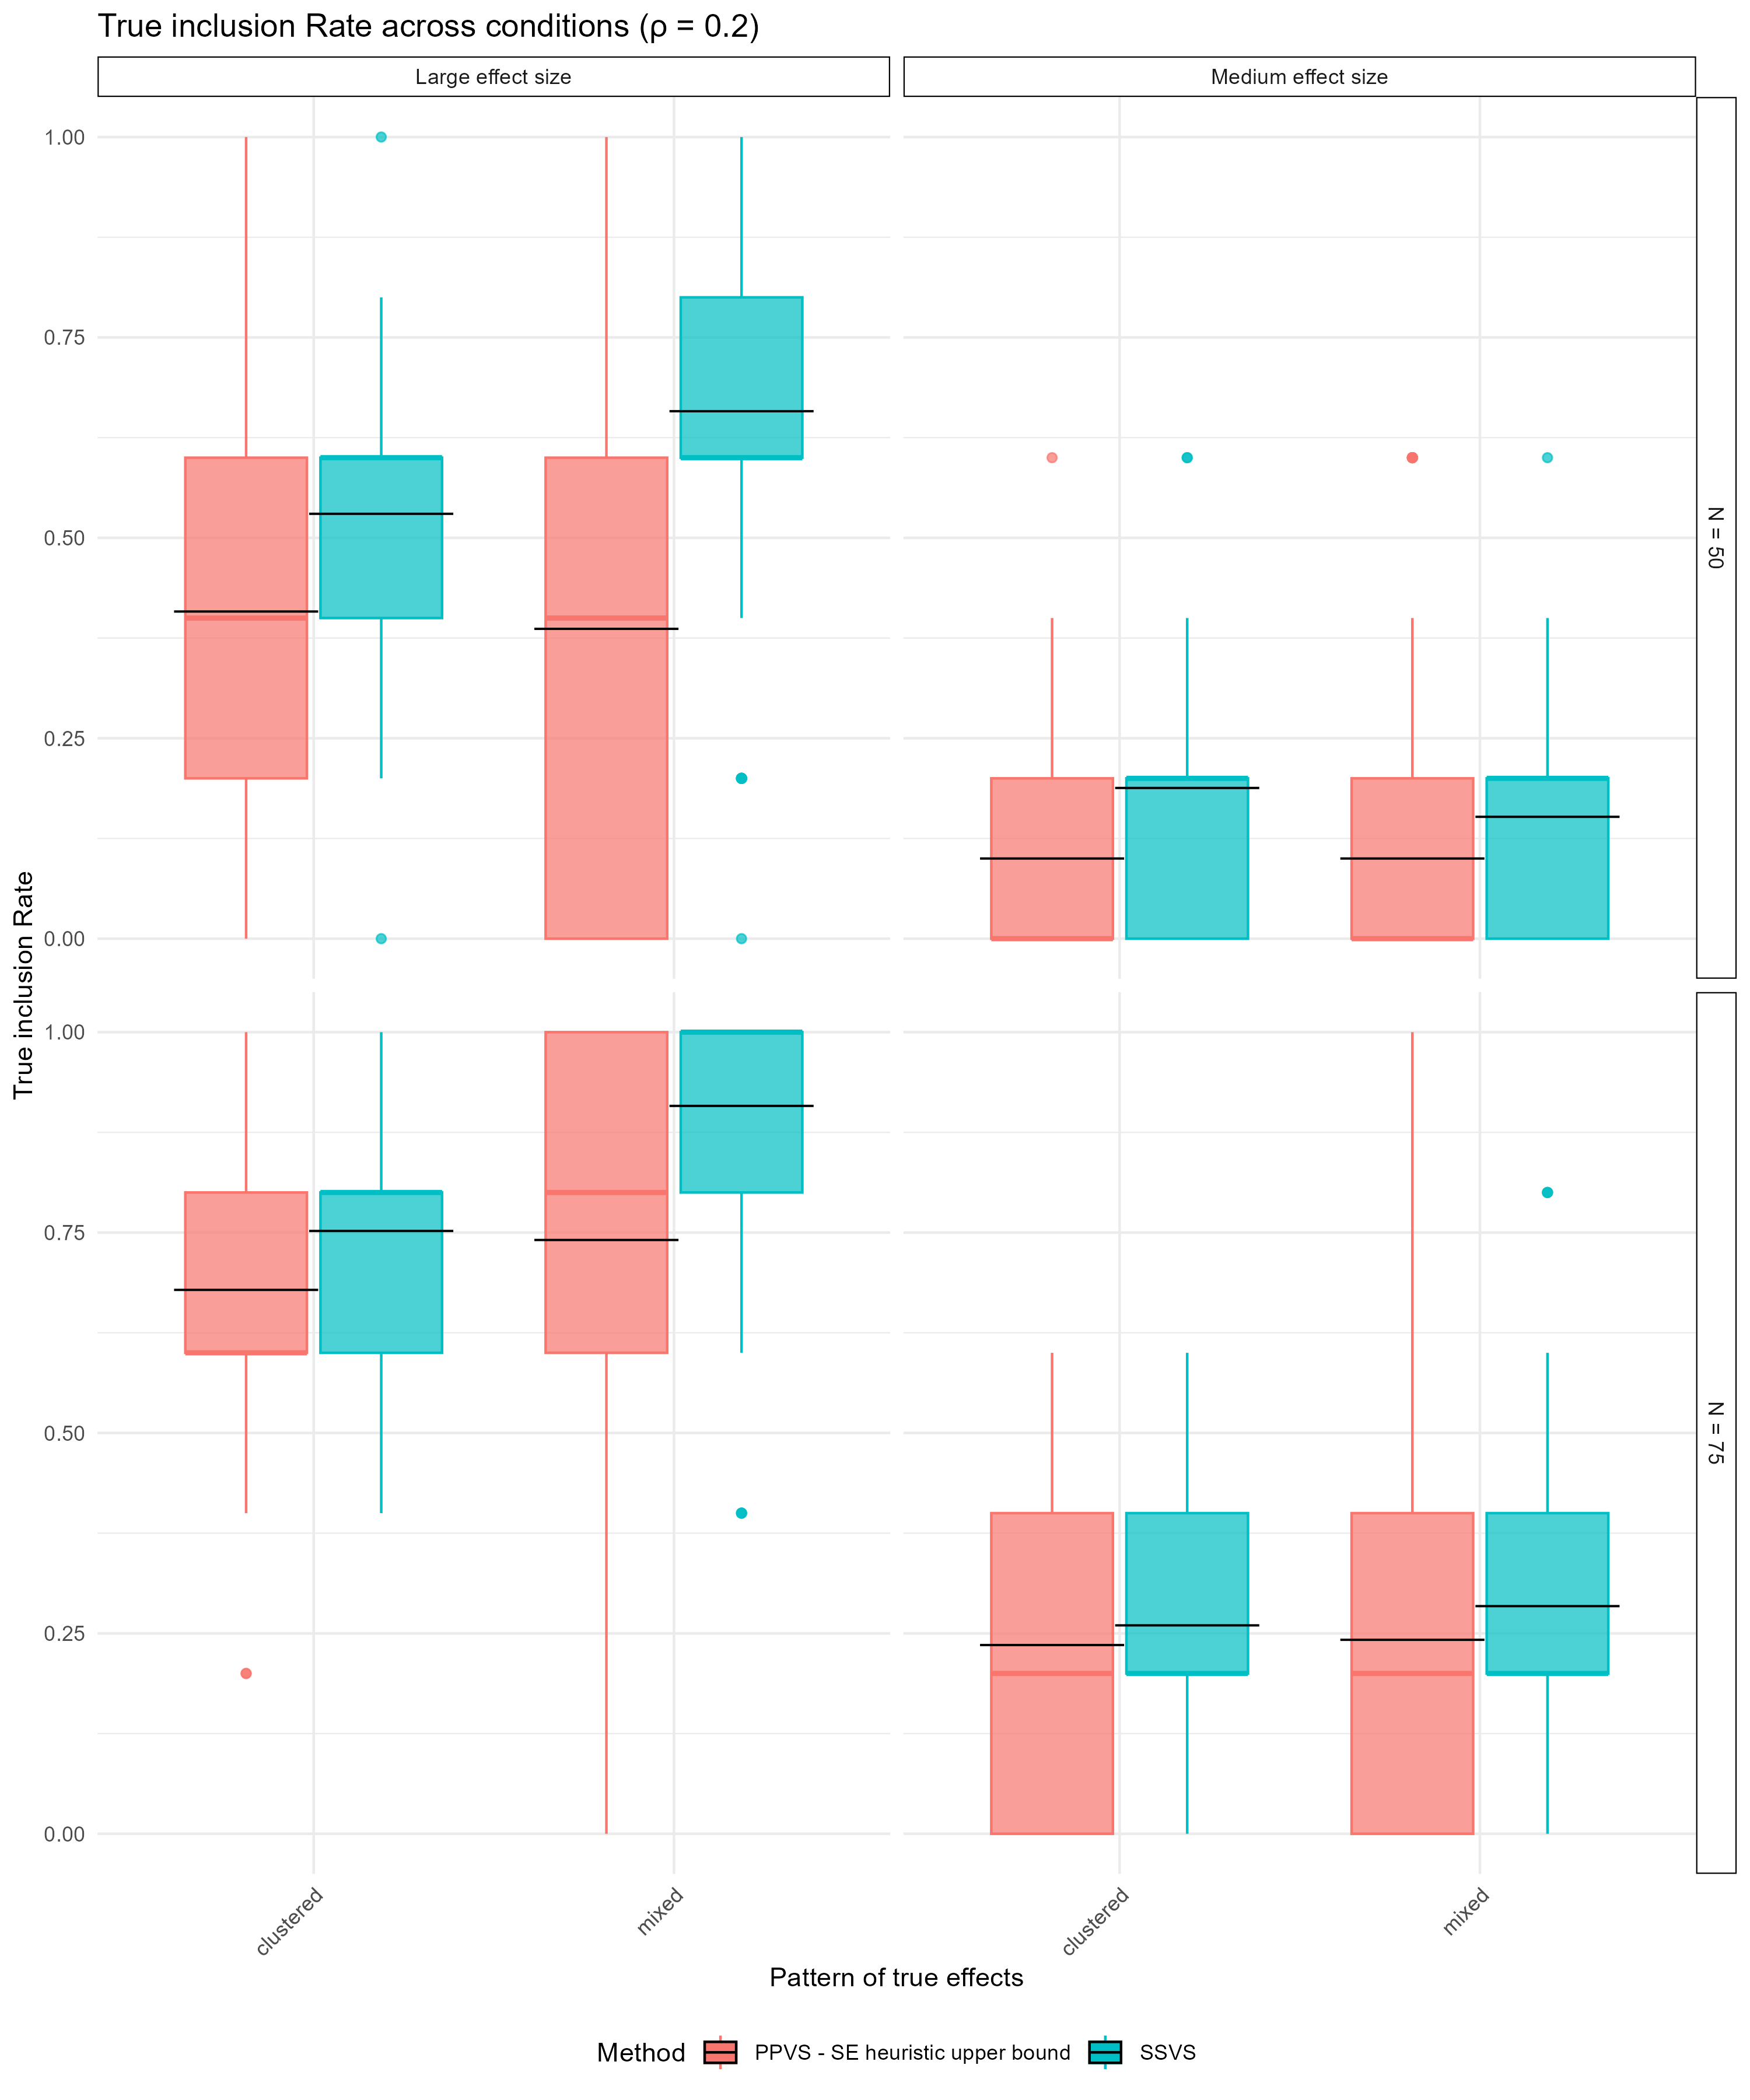 True inclusion Rate across conditions (ρ = 0.2)
Large effect size
Medium effect size
1.00
0.75
0.50
0.25
0.00
N = 50
True inclusion Rate
1.00
0.75
0.50
0.25
0.00
N = 75
clustered
mixed
clustered
mixed
Pattern of true effects
Method
PPVS - SE heuristic upper bound
SSVS